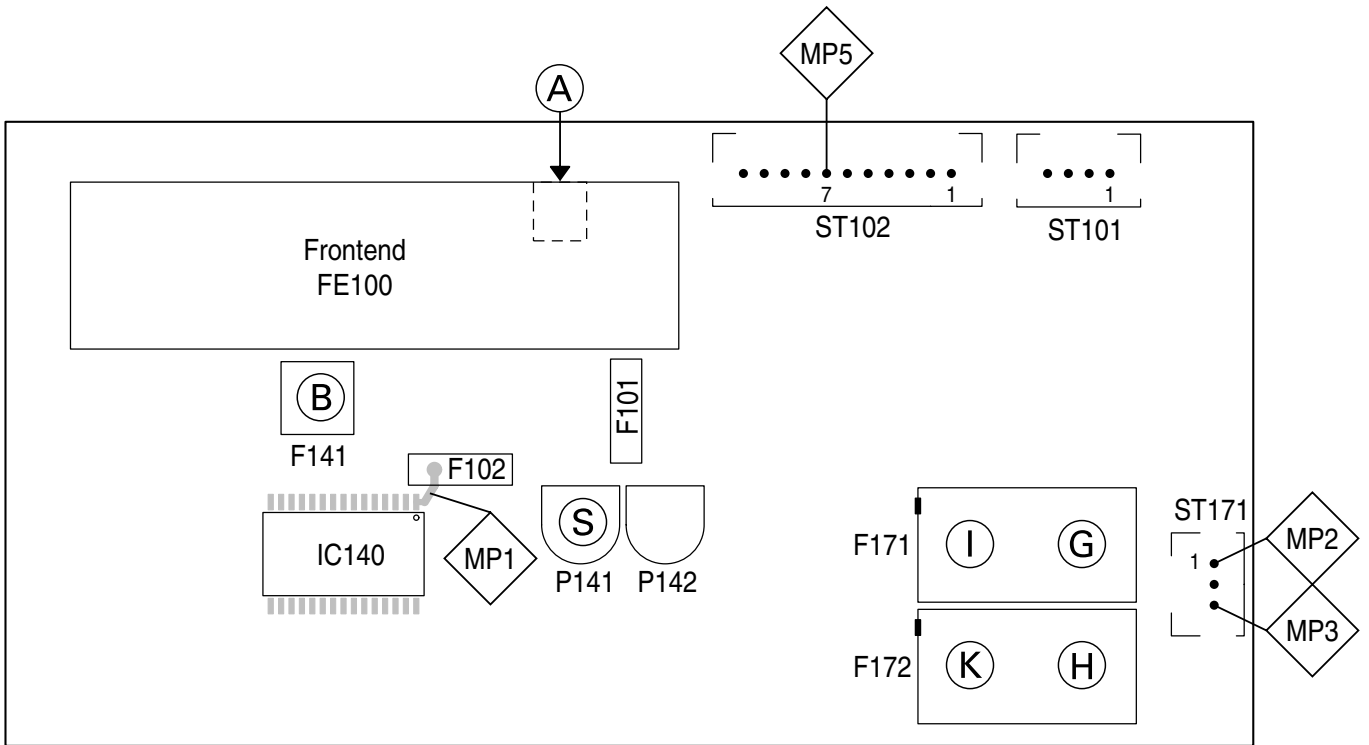 MP5
A
7
1
1
ST102
ST101
Frontend
FE100
B
F101
F141
F102
S
ST171
IC140
MP1
F171
I
G
1
MP2
P141
P142
MP3
F172
K
H